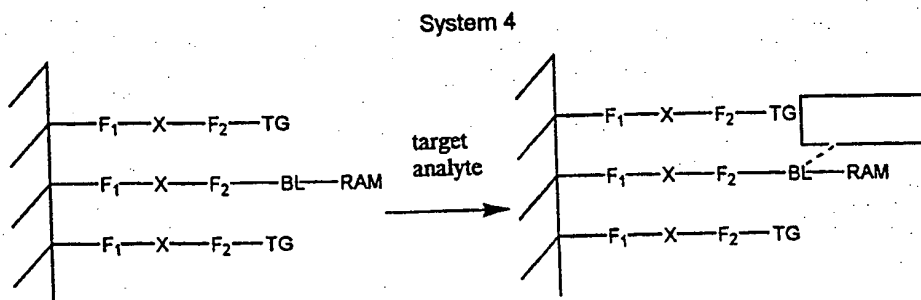 System 4
F₁—X—F₂—TG
F₁—X—F₂—BL—RAM
F₁—X—F₂—TG
target
analyte
F₁—X—F₂—TG
F₁—X—F₂—BL—RAM
F₁—X—F₂—TG